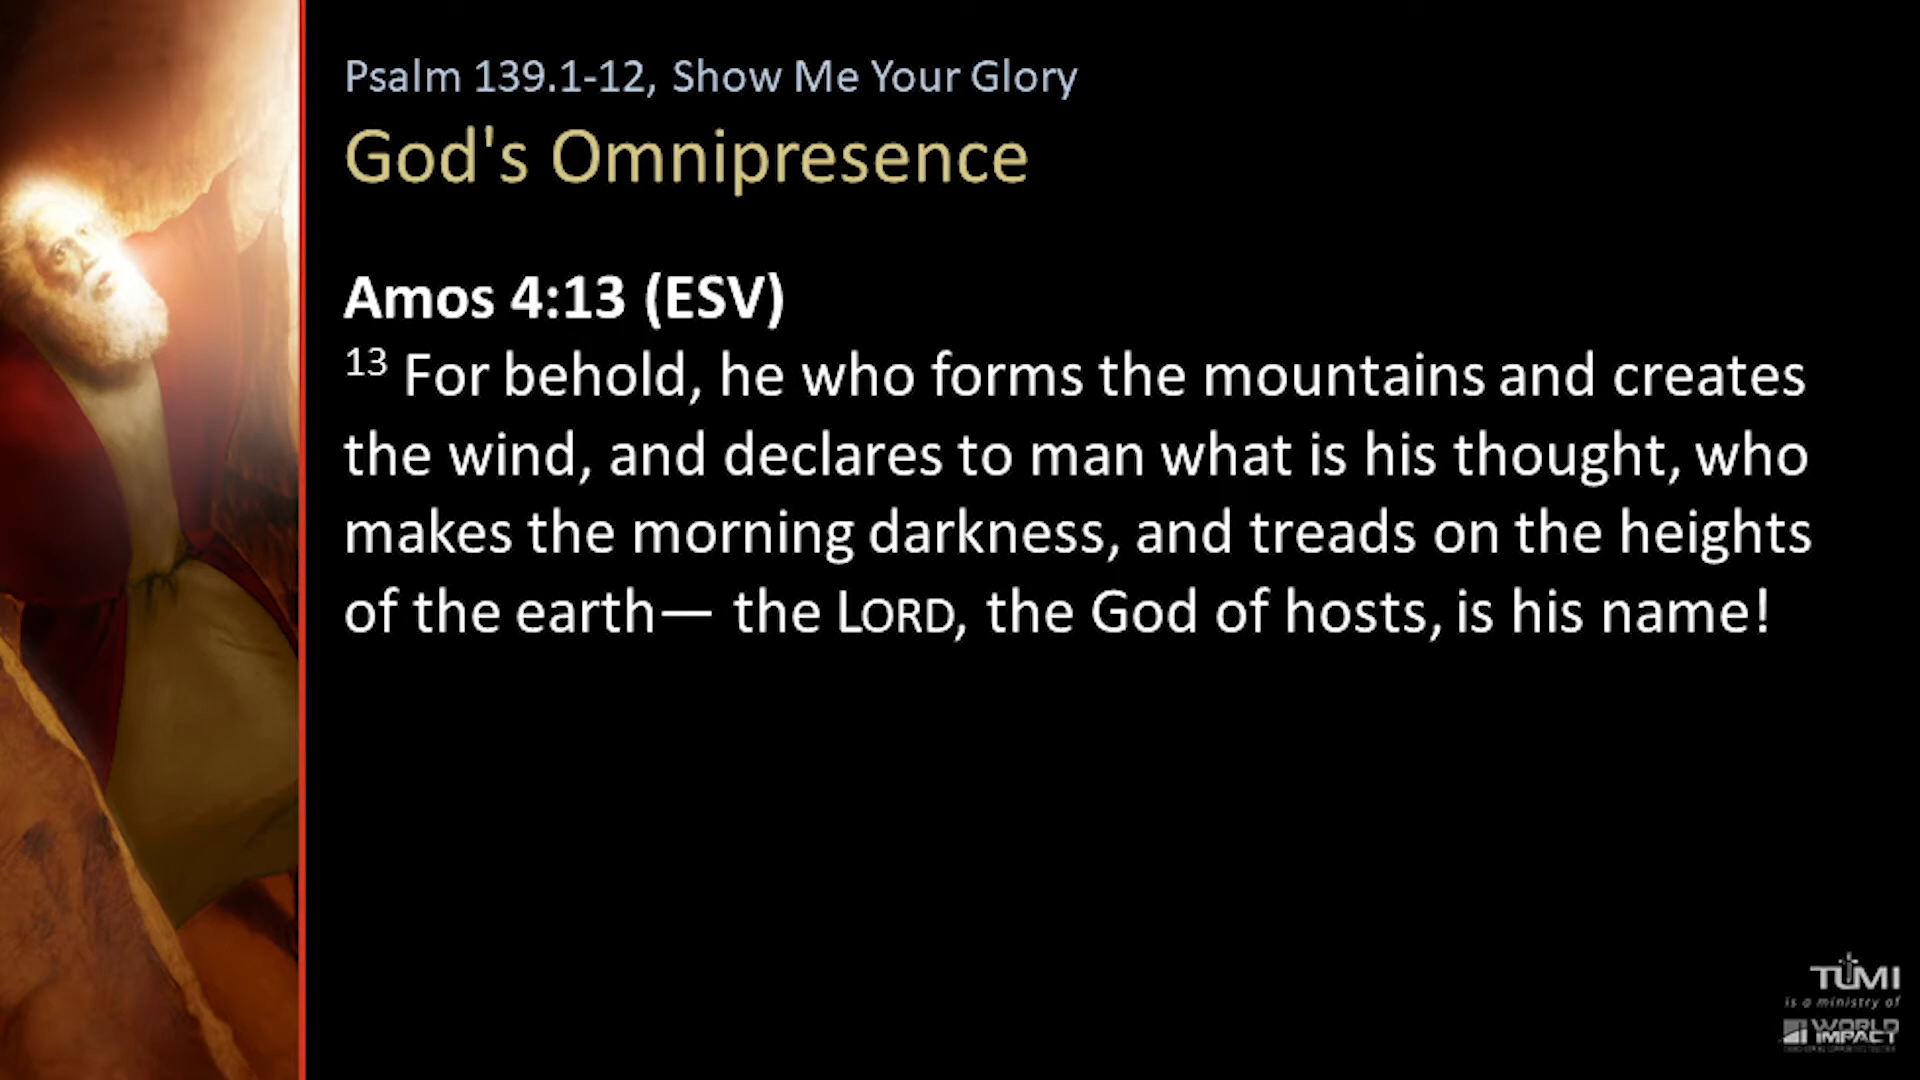 Psalm 139.1-12, Show Me Your Glory
God's Omnipresence
Amos 4:13 (ESV)
13 For behold, he who forms the mountains and creates
the wind, and declares to man what is his thought, who
makes the morning darkness, and treads on the heights
of the earth— the LORD, the God of hosts, is his name!
TUMI
is a ministry of
WORLD
IMPACT